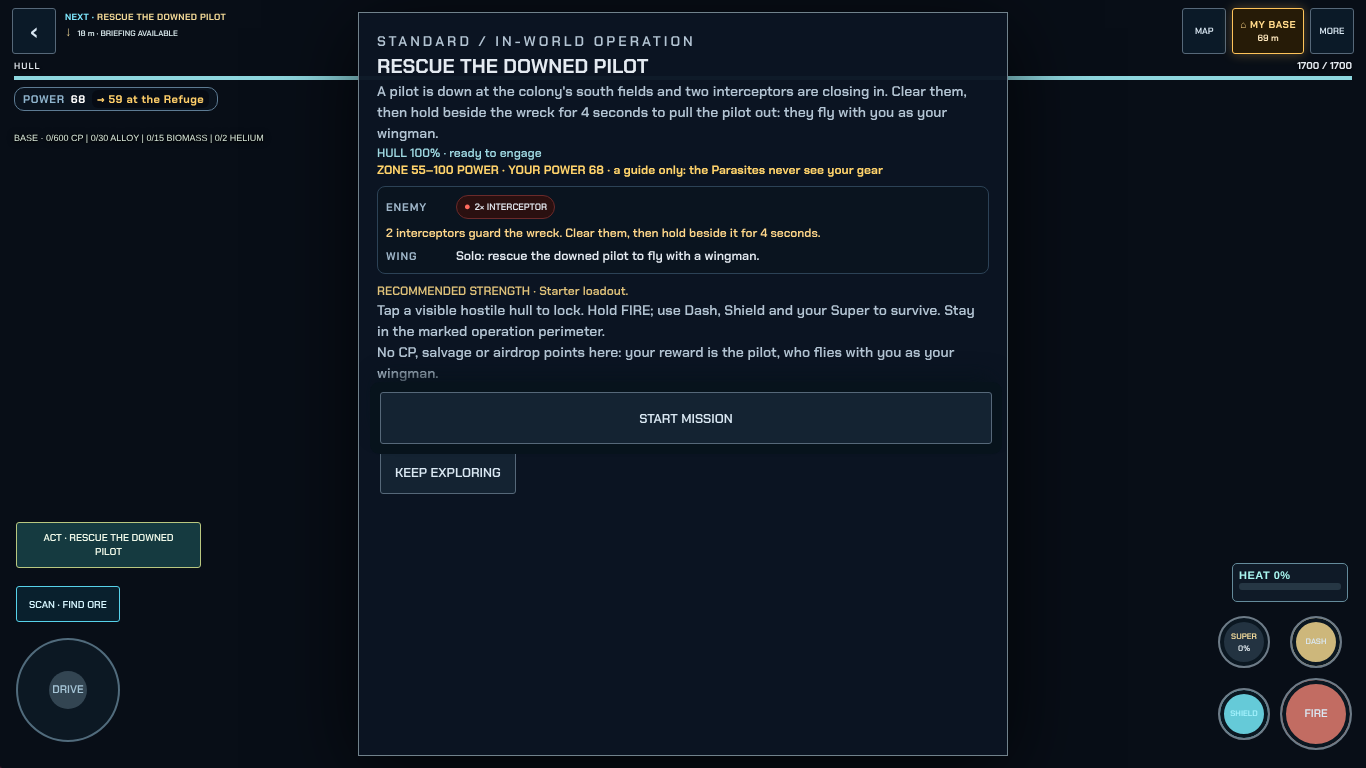 ‹
NEXT · RESCUE THE DOWNED PILOT
↓ 18 m · BRIEFING AVAILABLE
MAP
⌂ MY BASE
69 m
MORE
HULL
1700 / 1700
POWER 68 → 59 at the Refuge
BASE · 0/600 CP | 0/30 ALLOY | 0/15 BIOMASS | 0/2 HELIUM
STANDARD / IN-WORLD OPERATION
RESCUE THE DOWNED PILOT
A pilot is down at the colony's south fields and two interceptors are closing in. Clear them,
then hold beside the wreck for 4 seconds to pull the pilot out: they fly with you as your
wingman.
HULL 100% · ready to engage
ZONE 55–100 POWER · YOUR POWER 68 · a guide only: the Parasites never see your gear
ENEMY
2× INTERCEPTOR
2 interceptors guard the wreck. Clear them, then hold beside it for 4 seconds.
WING
Solo: rescue the downed pilot to fly with a wingman.
RECOMMENDED STRENGTH · Starter loadout.
Tap a visible hostile hull to lock. Hold FIRE; use Dash, Shield and your Super to survive. Stay
in the marked operation perimeter.
No CP, salvage or airdrop points here: your reward is the pilot, who flies with you as your
wingman.
START MISSION
KEEP EXPLORING
ACT · RESCUE THE DOWNED
PILOT
SCAN · FIND ORE
DRIVE
HEAT 0%
SUPER
0%
DASH
SHIELD
FIRE